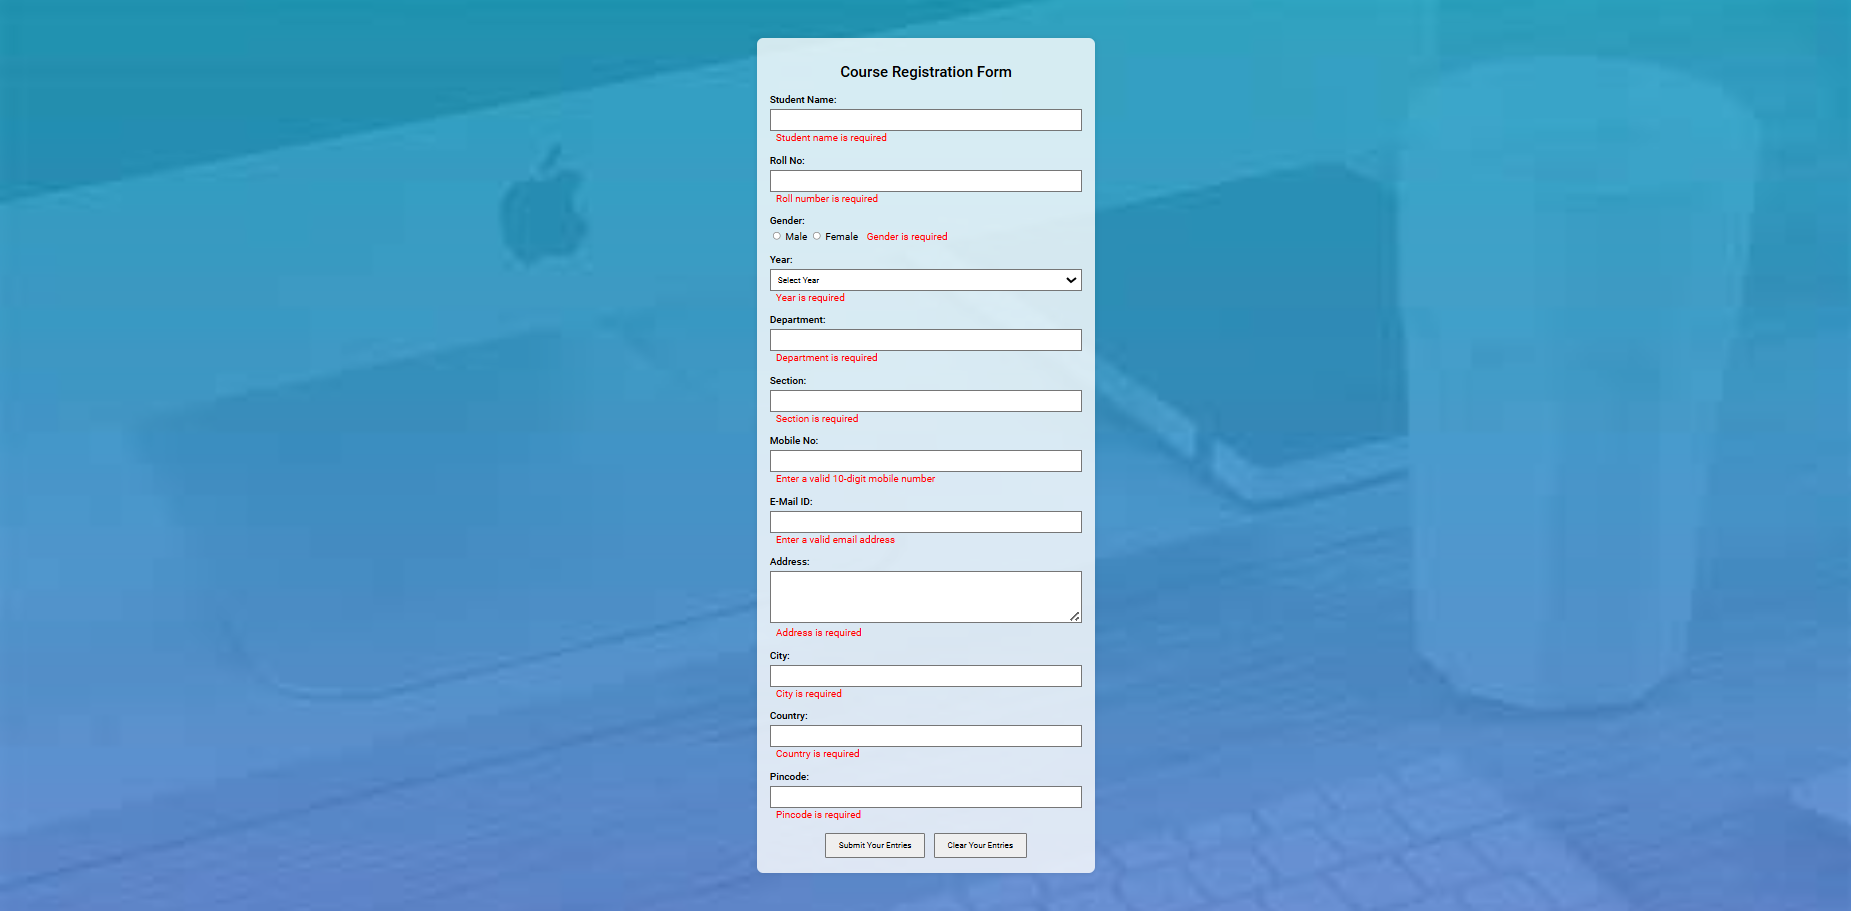 Course Registration Form
Student Name:
Student name is required
Roll No:
Roll number is required
Gender:
Male Female Gender is required
Year:
Select Year
Year is required
Department:
Department is required
Section:
Section is required
Mobile No:
Enter a valid 10-digit mobile number
E-Mail ID:
Enter a valid email address
Address:
Address is required
City:
City is required
Country:
Country is required
Pincode:
Pincode is required
Submit Your Entries Clear Your Entries